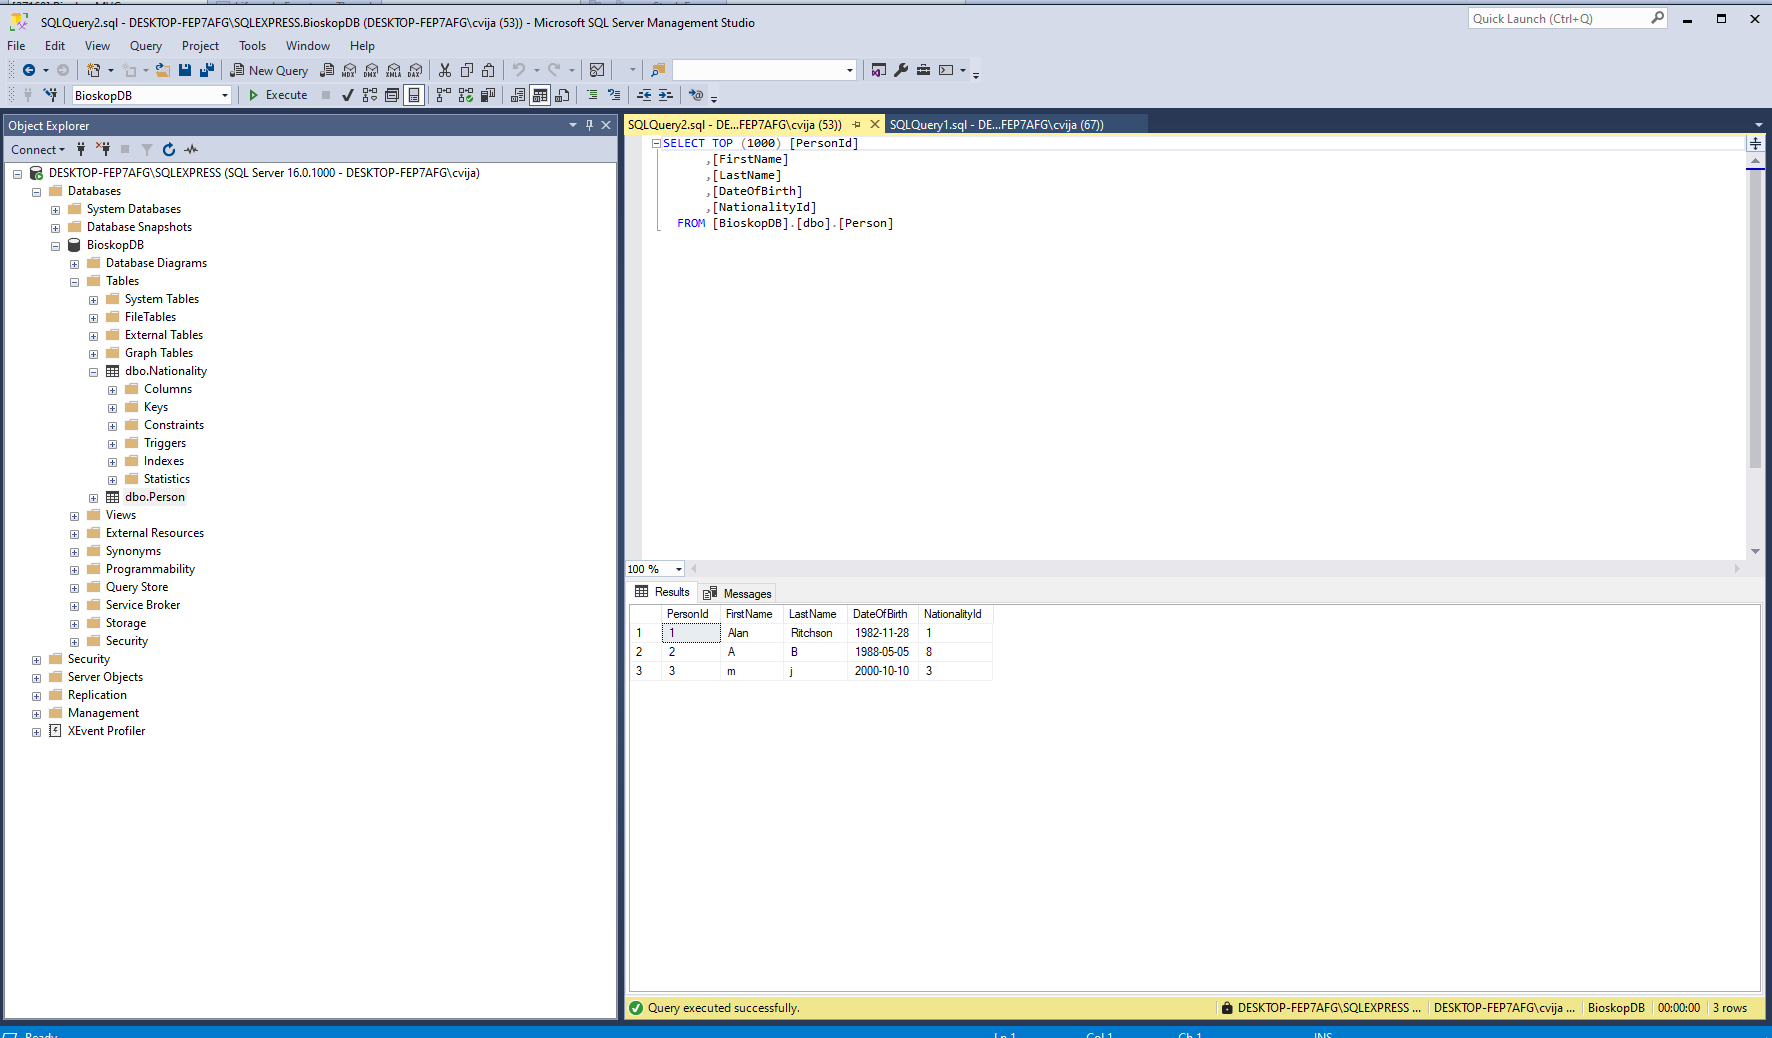 SQLQuery2.sql - DESKTOP-FEP7AFG\SQLEXPRESS.BioskopDB (DESKTOP-FEP7AFG\cvija (53)) - Microsoft SQL Server Management Studio
Quick Launch (Ctrl+Q)
File Edit View Query Project Tools Window Help
New Query
MDX DMX XMLA DAX
BioskopDB
Execute
Object Explorer
Connect
DESKTOP-FEP7AFG\SQLEXPRESS (SQL Server 16.0.1000 - DESKTOP-FEP7AFG\cvija)
Databases
System Databases
Database Snapshots
BioskopDB
Database Diagrams
Tables
System Tables
FileTables
External Tables
Graph Tables
dbo.Nationality
Columns
Keys
Constraints
Triggers
Indexes
Statistics
dbo.Person
Views
External Resources
Synonyms
Programmability
Query Store
Service Broker
Storage
Security
Security
Server Objects
Replication
Management
XEvent Profiler
SQLQuery2.sql - DE...FEP7AFG\cvija (53))
SQLQuery1.sql - DE...FEP7AFG\cvija (67))
SELECT TOP (1000) [PersonId]
,[FirstName]
,[LastName]
,[DateOfBirth]
,[NationalityId]
FROM [BioskopDB].[dbo].[Person]
100 %
Results Messages
PersonId FirstName LastName DateOfBirth NationalityId
1 1 Alan Ritchson 1982-11-28 1
2 2 A B 1988-05-05 8
3 3 m j 2000-10-10 3
Query executed successfully.
DESKTOP-FEP7AFG\SQLEXPRESS ... DESKTOP-FEP7AFG\cvija ... BioskopDB 00:00:00 3 rows
Ready Ln 1 Col 1 Ch 1 INS